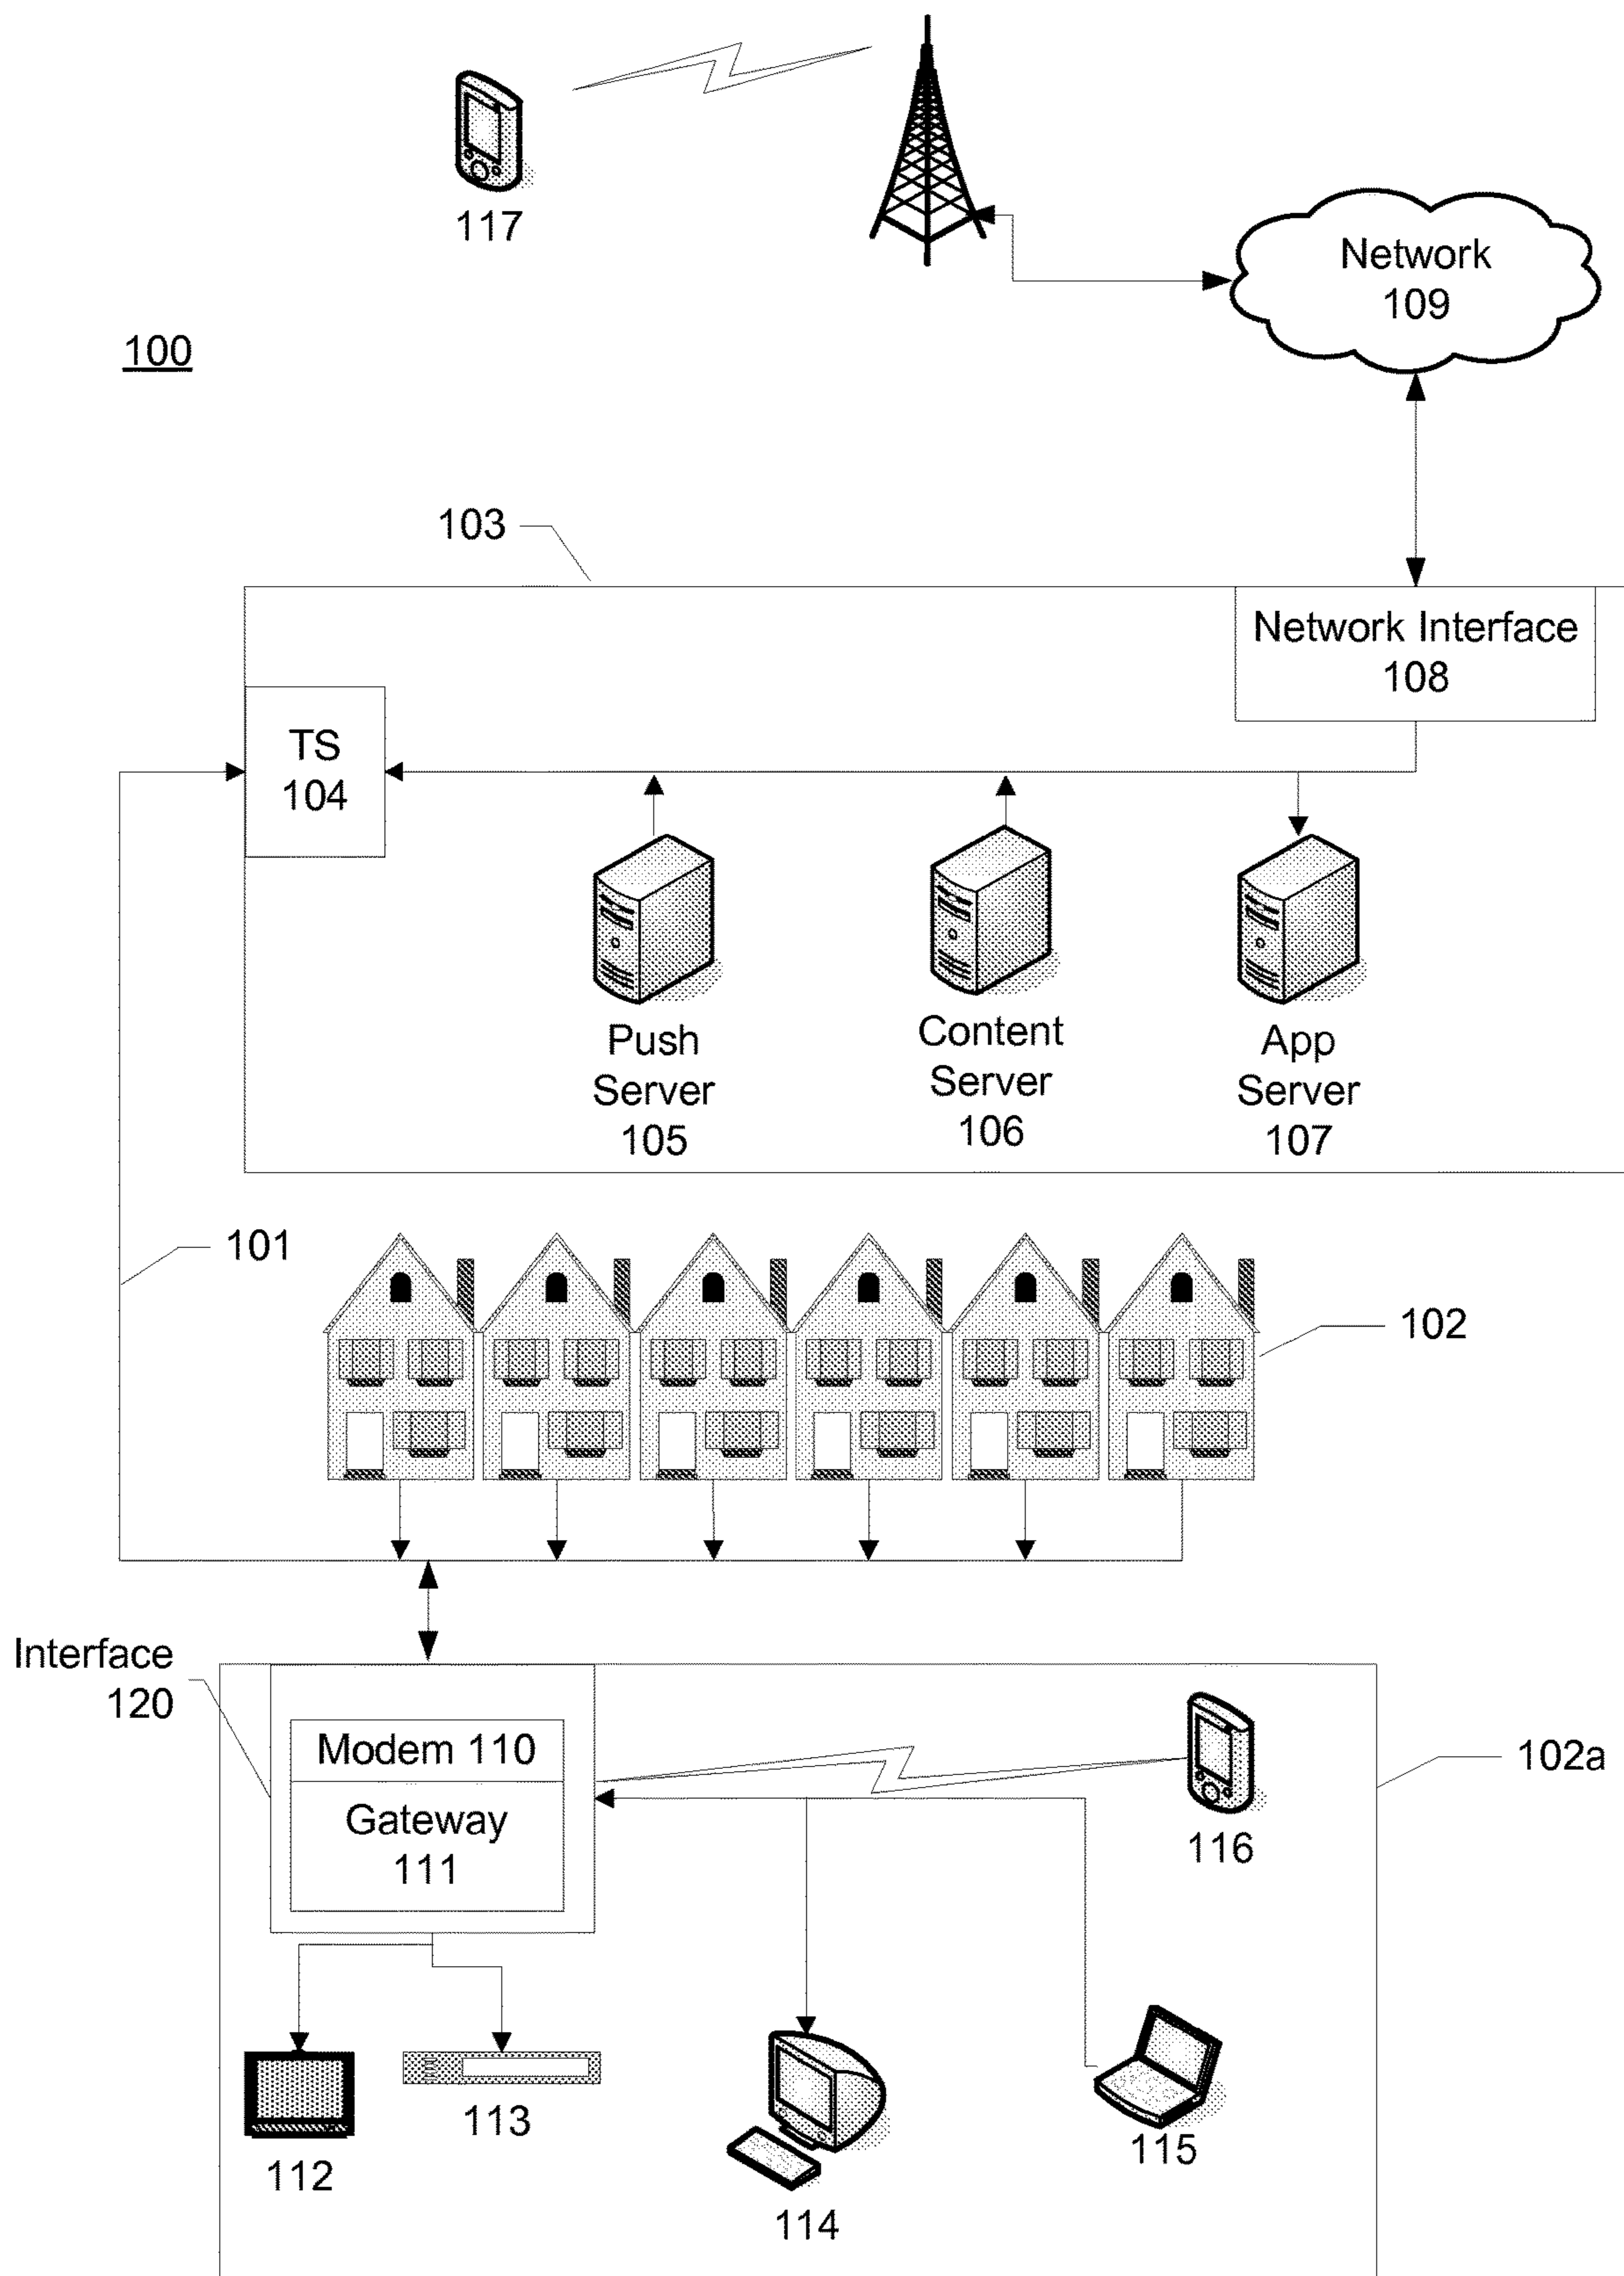 117
Network
109
100
103
Network Interface
108
TS
104
Push
Server
105
Content
Server
106
App
Server
107
101
102
Interface
120
Modem 110
Gateway
111
102a
116
112
113
114
115